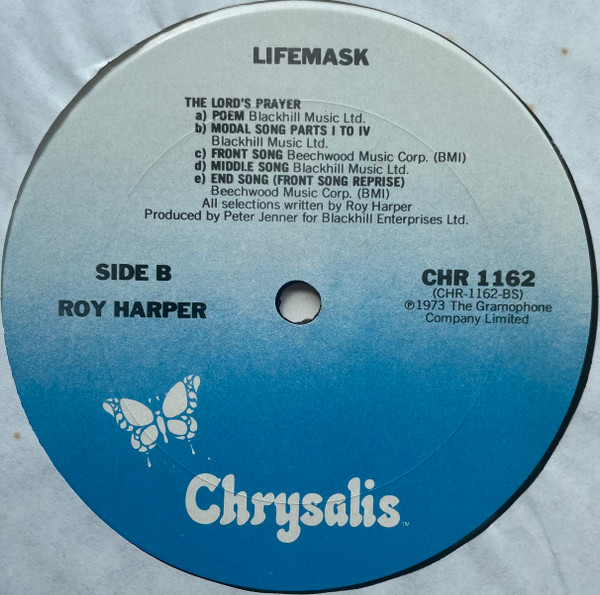 LIFEMASK
THE LORD'S PRAYER
a) POEM Blackhill Music Ltd.
b) MODAL SONG PARTS I TO IV
Blackhill Music Ltd.
c) FRONT SONG Beechwood Music Corp. (BMI)
d) MIDDLE SONG Blackhill Music Ltd.
e) END SONG (FRONT SONG REPRISE)
Beechwood Music Corp. (BMI)
All selections written by Roy Harper
Produced by Peter Jenner for Blackhill Enterprises Ltd.
SIDE B
ROY HARPER
CHR 1162
(CHR-1162-BS)
℗1973 The Gramophone
Company Limited
Chrysalis™